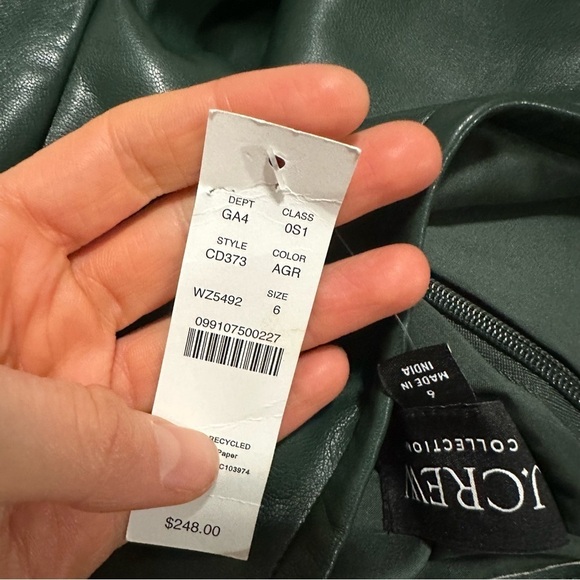 DEPT CLASS
GA4 0S1
STYLE COLOR
CD373 AGR
WZ5492 SIZE
6
099107500227
RECYCLED
Paper
C103974
$248.00
6
MADE IN
INDIA
J.CREW
COLLECTION